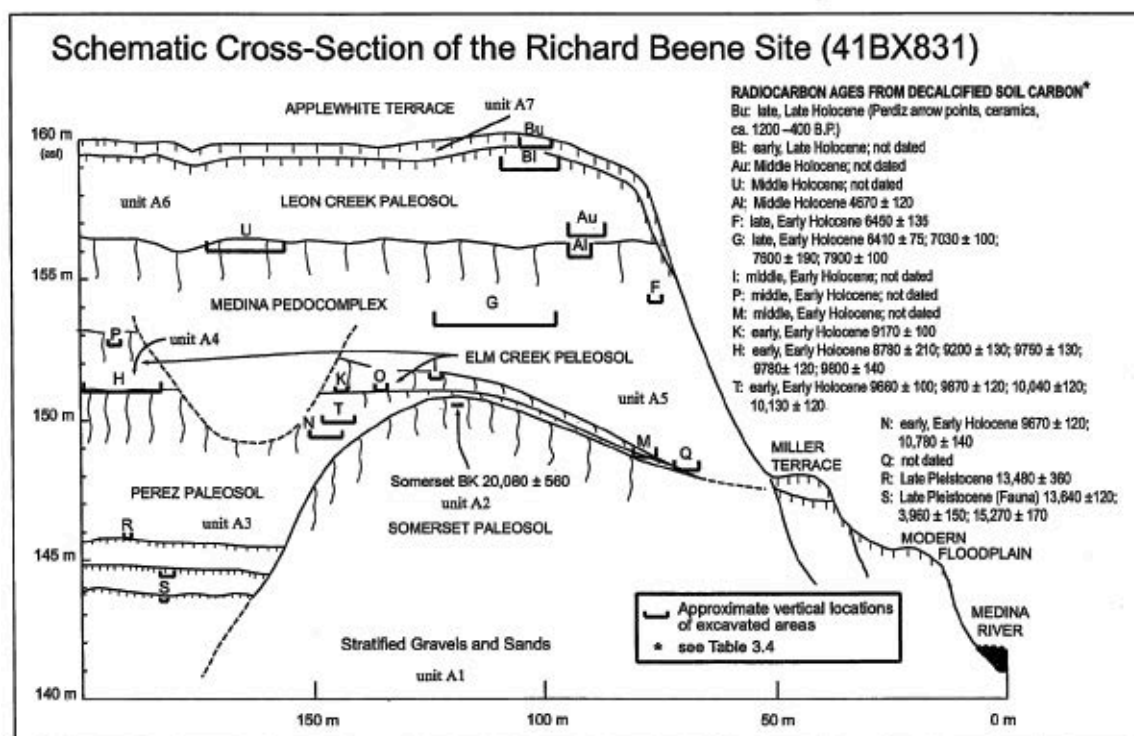 Schematic Cross-Section of the Richard Beene Site (41BX831)
APPLEWHITE TERRACE
unit A7
160 m
(asl)
Bu
BI
unit A6
LEON CREEK PALEOSOL
U
Au
AI
155 m
MEDINA PEDOCOMPLEX
G
F
P
unit A4
ELM CREEK PELEOSOL
H
K
O
I
T
unit A5
150 m
N
T
M
Q
Somerset BK 20,080 ± 560
unit A2
PEREZ PALEOSOL
SOMERSET PALEOSOL
R
unit A3
145 m
S
Stratified Gravels and Sands
unit A1
140 m
150 m
100 m
50 m
0 m
MILLER
TERRACE
MODERN
FLOODPLAIN
MEDINA
RIVER
Approximate vertical locations
of excavated areas
* see Table 3.4
RADIOCARBON AGES FROM DECALCIFIED SOIL CARBON*
Bu: late, Late Holocene (Perdiz arrow points, ceramics,
ca. 1200 –400 B.P.)
BI: early, Late Holocene; not dated
Au: Middle Holocene; not dated
U: Middle Holocene; not dated
AI: Middle Holocene 4570 ± 120
F: late, Early Holocene 6450 ± 135
G: late, Early Holocene 6410 ± 75; 7030 ± 100;
7600 ± 190; 7900 ± 100
I: middle, Early Holocene; not dated
P: middle, Early Holocene; not dated
M: middle, Early Holocene; not dated
K: early, Early Holocene 9170 ± 100
H: early, Early Holocene 8780 ± 210; 9200 ± 130; 9750 ± 130;
9780± 120; 9800 ± 140
T: early, Early Holocene 9660 ± 100; 9870 ± 120; 10,040 ±120;
10,130 ± 120
N: early, Early Holocene 9670 ± 120;
10,780 ± 140
Q: not dated
R: Late Pleistocene 13,480 ± 360
S: Late Pleistocene (Fauna) 13,640 ±120;
3,960 ± 150; 15,270 ± 170